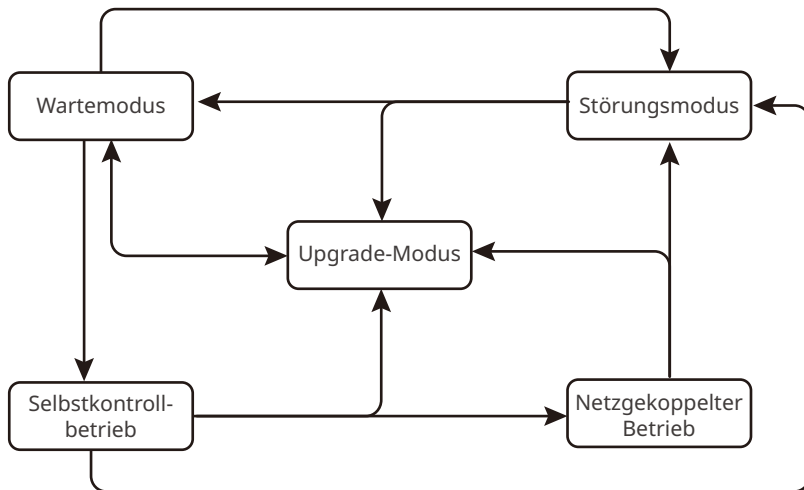 Wartemodus
Störungsmodus
Upgrade-Modus
Selbstkontroll-
betrieb
Netzgekoppelter
Betrieb